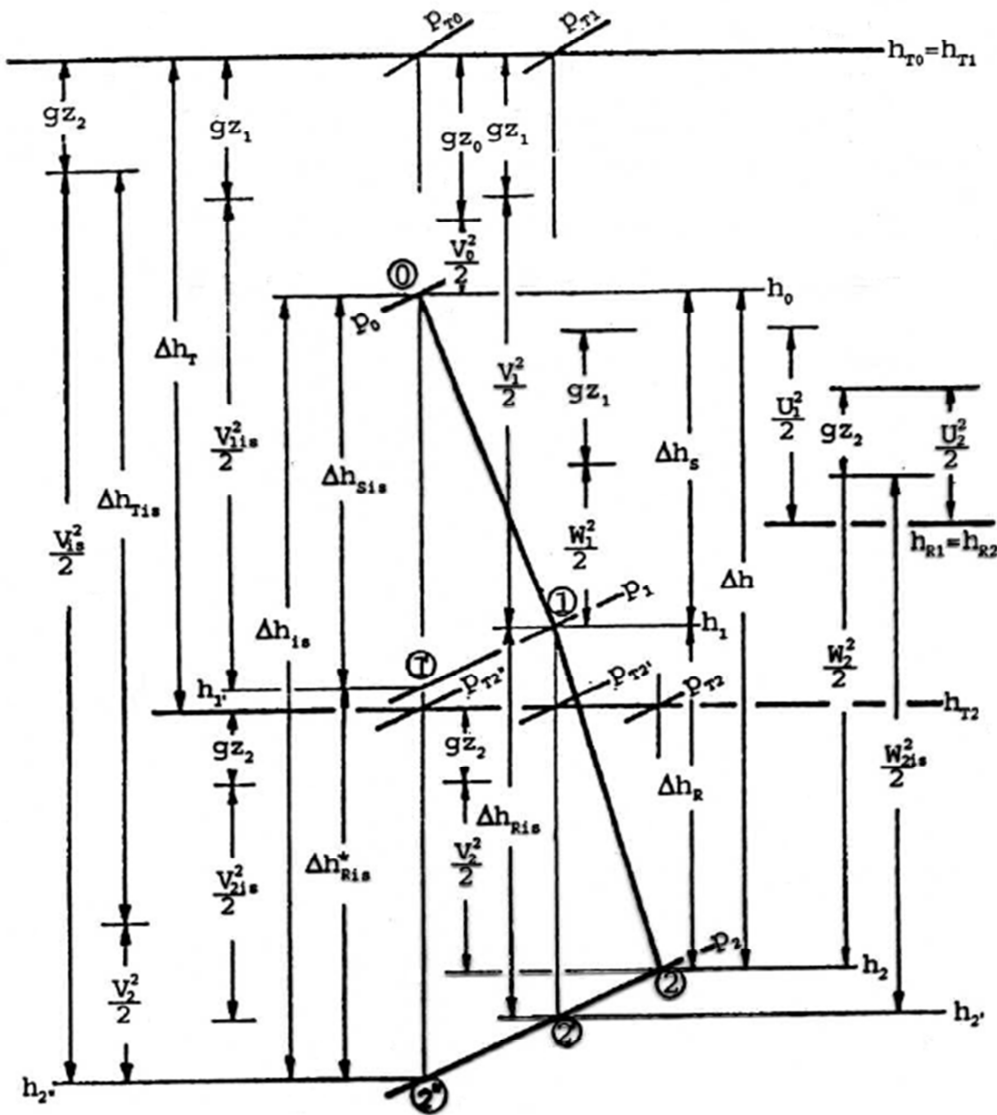 p_T0 p_T1
h_T0=h_T1
gz_2 gz_1 gz_0 gz_1
V_0^2/2
⓪ h_0
p_0
Δh_T V_1^2/2 gz_1 U_1^2/2
gz_2 U_2^2/2
V_1is^2/2 Δh_Sis Δh_S
Δh_Tis
V_is^2/2 W_1^2/2 h_R1=h_R2
Δh
① p_1
Δh_is h_1
W_2^2/2
①' p_T2" p_T2' p_T2
h_1'
h_T2
gz_2 gz_2
W_2is^2/2
Δh_R
Δh_Ris
V_2^2/2
Δh*_Ris
V_2is^2/2
p_2
② h_2
V_2^2/2
②' h_2'
h_2" ②"